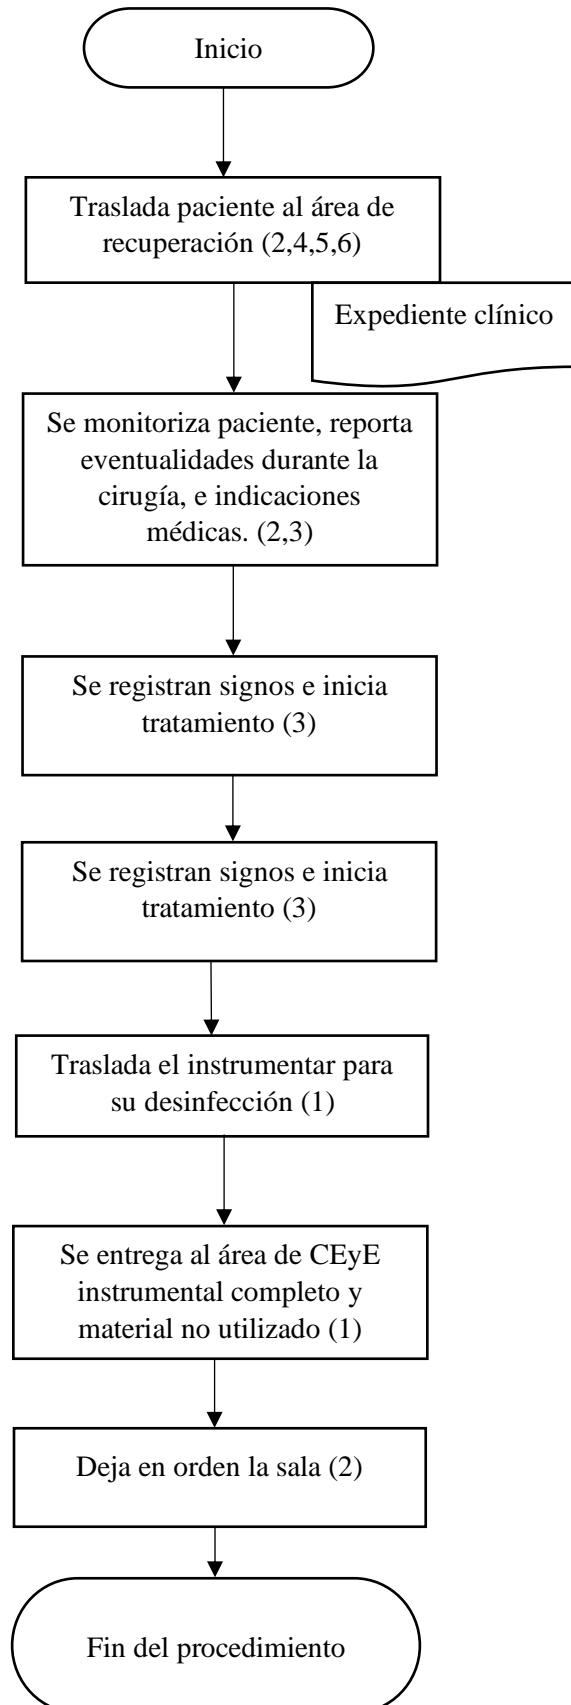 Inicio
Traslada paciente al área de
recuperación (2,4,5,6)
Expediente clínico
Se monitoriza paciente, reporta
eventualidades durante la
cirugía, e indicaciones
médicas. (2,3)
Se registran signos e inicia
tratamiento (3)
Se registran signos e inicia
tratamiento (3)
Traslada el instrumentar para
su desinfección (1)
Se entrega al área de CEyE
instrumental completo y
material no utilizado (1)
Deja en orden la sala (2)
Fin del procedimiento